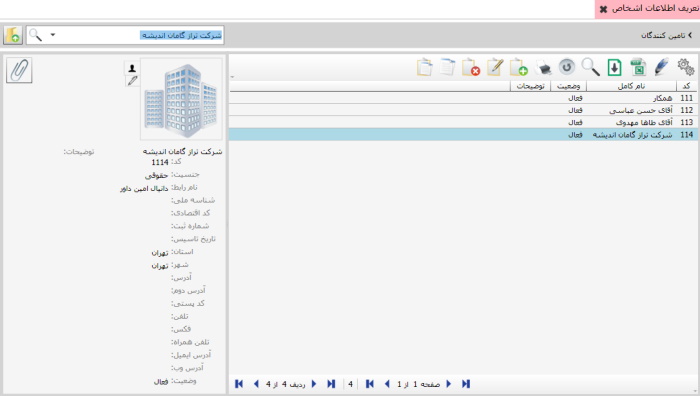 تعریف اطلاعات اشخاص
تامین کنندگان
شرکت تراز گامان اندیشه
کد نام کامل وضعیت توضیحات
111 همکار فعال
112 آقای حسن عباسی فعال
113 آقای طاها مهدوی فعال
114 شرکت تراز گامان اندیشه فعال
صفحه 1 از 1
4
ردیف 4 از 4
شرکت تراز گامان اندیشه
توضیحات:
کد: 1114
جنسیت: حقوقی
نام رابط: دانیال امین داور
شناسه ملی:
کد اقتصادی:
شماره ثبت:
تاریخ تاسیس:
استان: تهران
شهر: تهران
آدرس:
آدرس دوم:
کد پستی:
تلفن:
فکس:
تلفن همراه:
آدرس ایمیل:
آدرس وب:
وضعیت: فعال